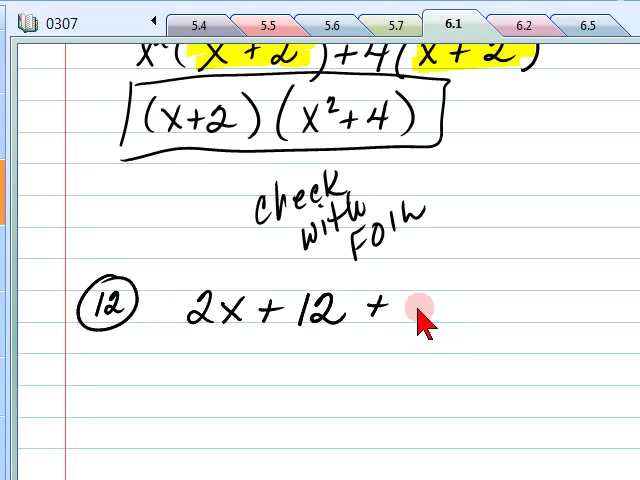 0307 5.4 5.5 5.6 5.7 6.1 6.2 6.5
x²(x+2)+4(x+2)
(x+2)(x²+4)
check
with
FOIL
12 2x + 12 +